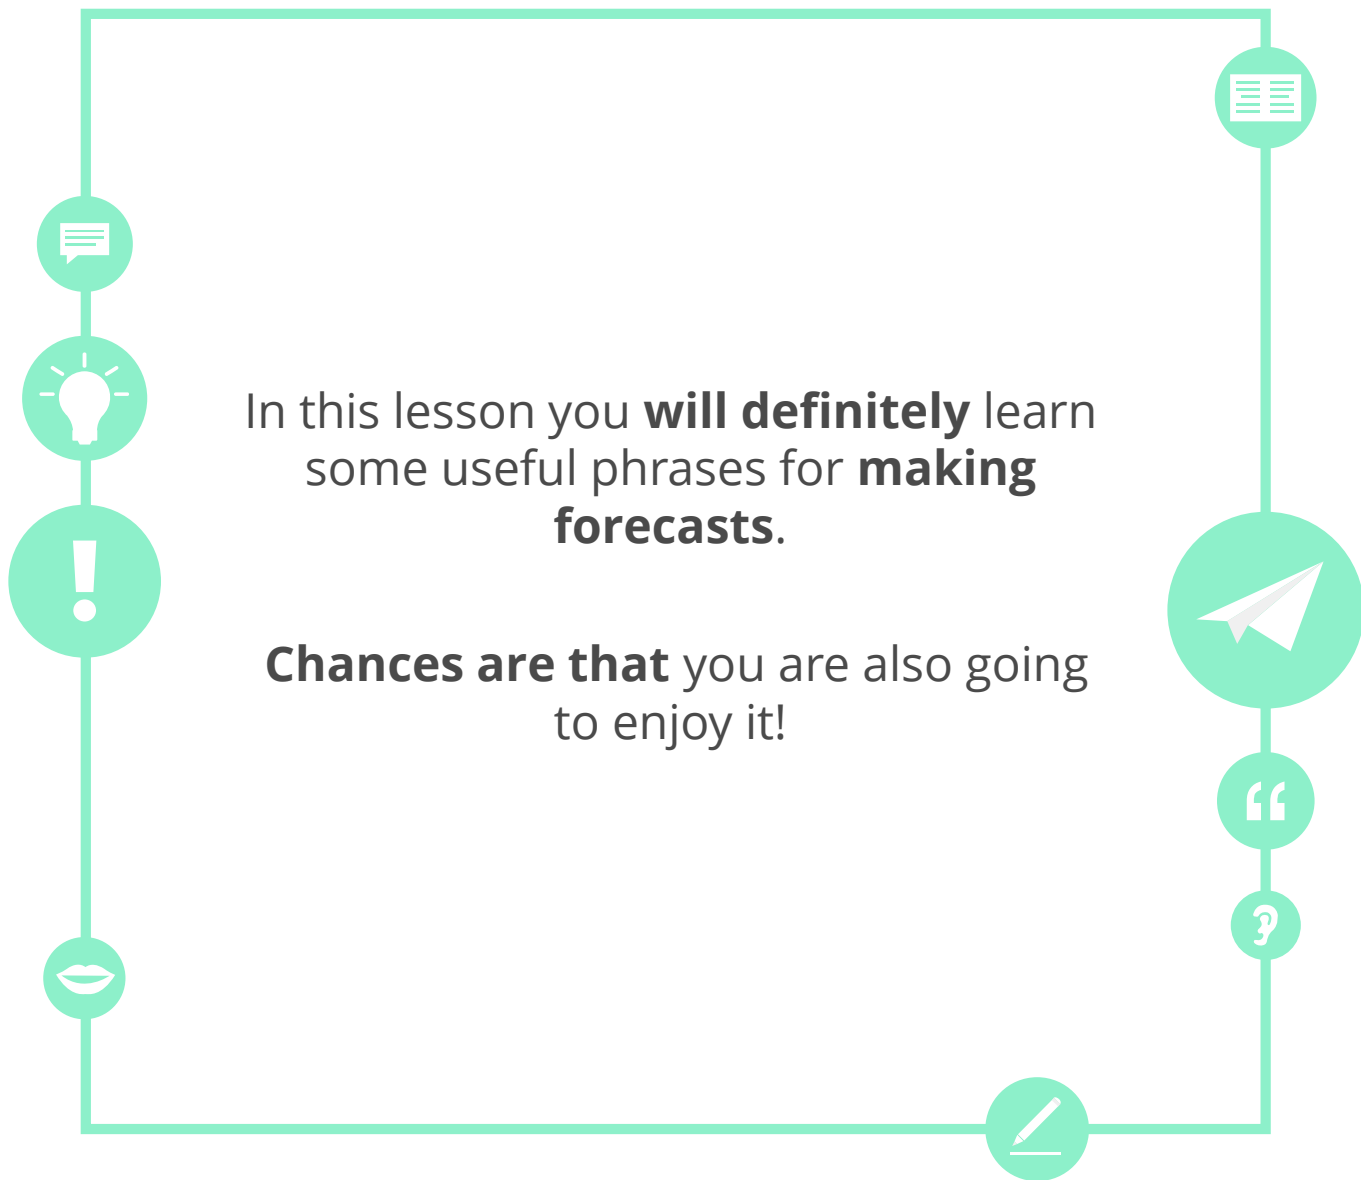 In this lesson you will definitely learn
some useful phrases for making
forecasts.
Chances are that you are also going
to enjoy it!